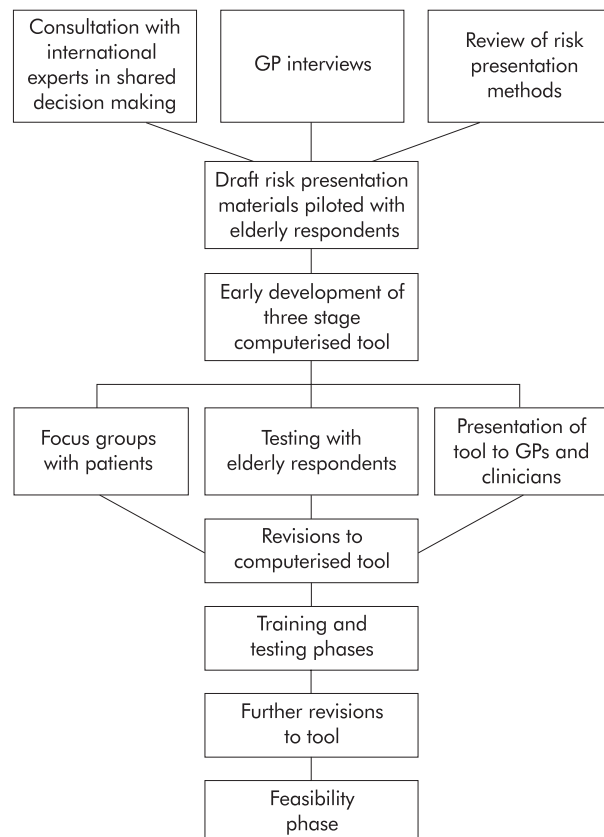 Consultation with
international
experts in shared
decision making
GP interviews
Review of risk
presentation
methods
Draft risk presentation
materials piloted with
elderly respondents
Early development of
three stage
computerised tool
Focus groups
with patients
Testing with
elderly respondents
Presentation of
tool to GPs and
clinicians
Revisions to
computerised tool
Training and
testing phases
Further revisions
to tool
Feasibility
phase